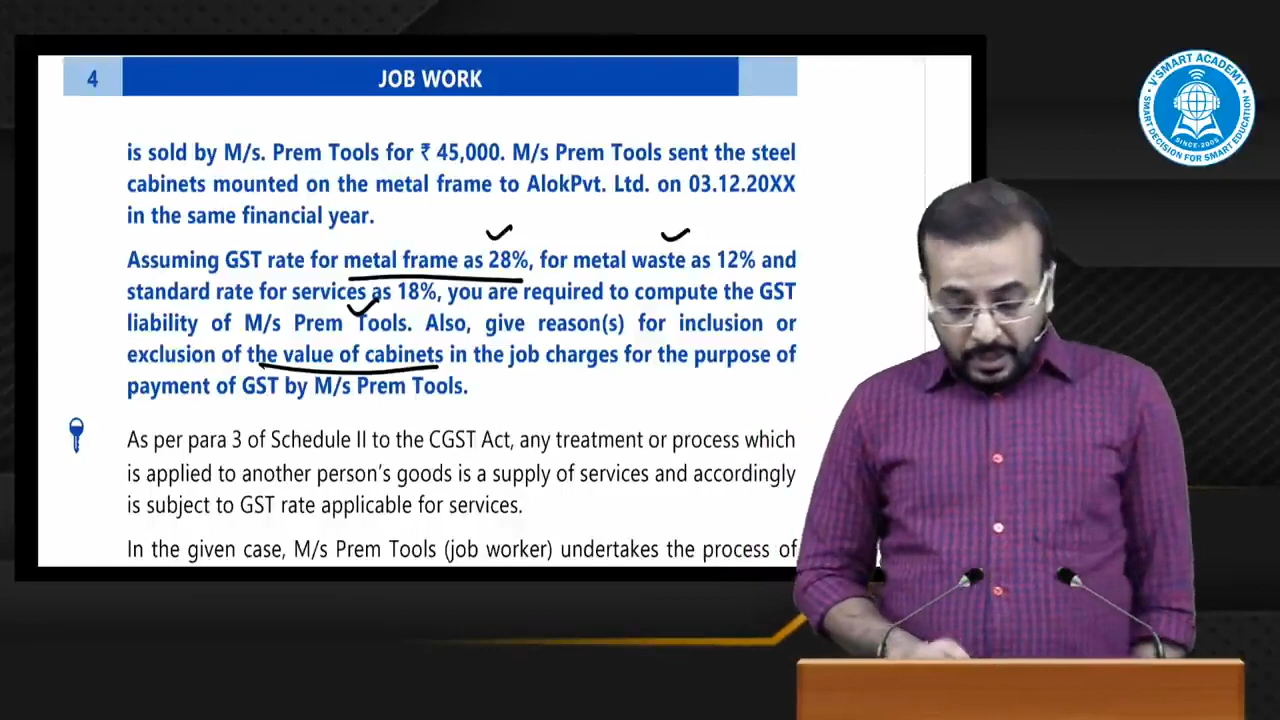 4
JOB WORK
is sold by M/s. Prem Tools for ₹ 45,000. M/s Prem Tools sent the steel
cabinets mounted on the metal frame to AlokPvt. Ltd. on 03.12.20XX
in the same financial year.
Assuming GST rate for metal frame as 28%, for metal waste as 12% and
standard rate for services as 18%, you are required to compute the GST
liability of M/s Prem Tools. Also, give reason(s) for inclusion or
exclusion of the value of cabinets in the job charges for the purpose of
payment of GST by M/s Prem Tools.
As per para 3 of Schedule II to the CGST Act, any treatment or process which
is applied to another person's goods is a supply of services and accordingly
is subject to GST rate applicable for services.
In the given case, M/s Prem Tools (job worker) undertakes the process of
V'SMART ACADEMY
SINCE-2005
SMART DECISION FOR SMART EDUCATION